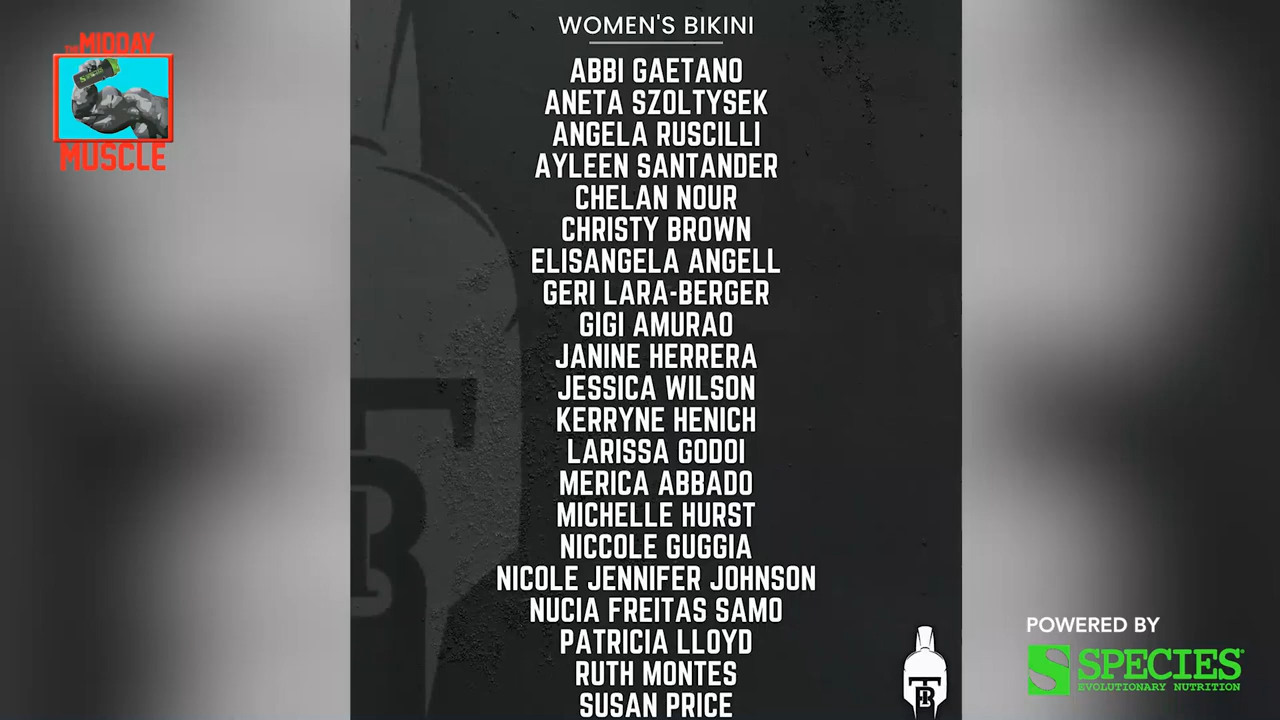 THE MIDDAY
MUSCLE
WOMEN'S BIKINI
ABBI GAETANO
ANETA SZOLTYSEK
ANGELA RUSCILLI
AYLEEN SANTANDER
CHELAN NOUR
CHRISTY BROWN
ELISANGELA ANGELL
GERI LARA-BERGER
GIGI AMURAO
JANINE HERRERA
JESSICA WILSON
KERRYNE HENICH
LARISSA GODOI
MERICA ABBADO
MICHELLE HURST
NICCOLE GUGGIA
NICOLE JENNIFER JOHNSON
NUCIA FREITAS SAMO
PATRICIA LLOYD
RUTH MONTES
SUSAN PRICE
TB
POWERED BY
S SPECIES
EVOLUTIONARY NUTRITION